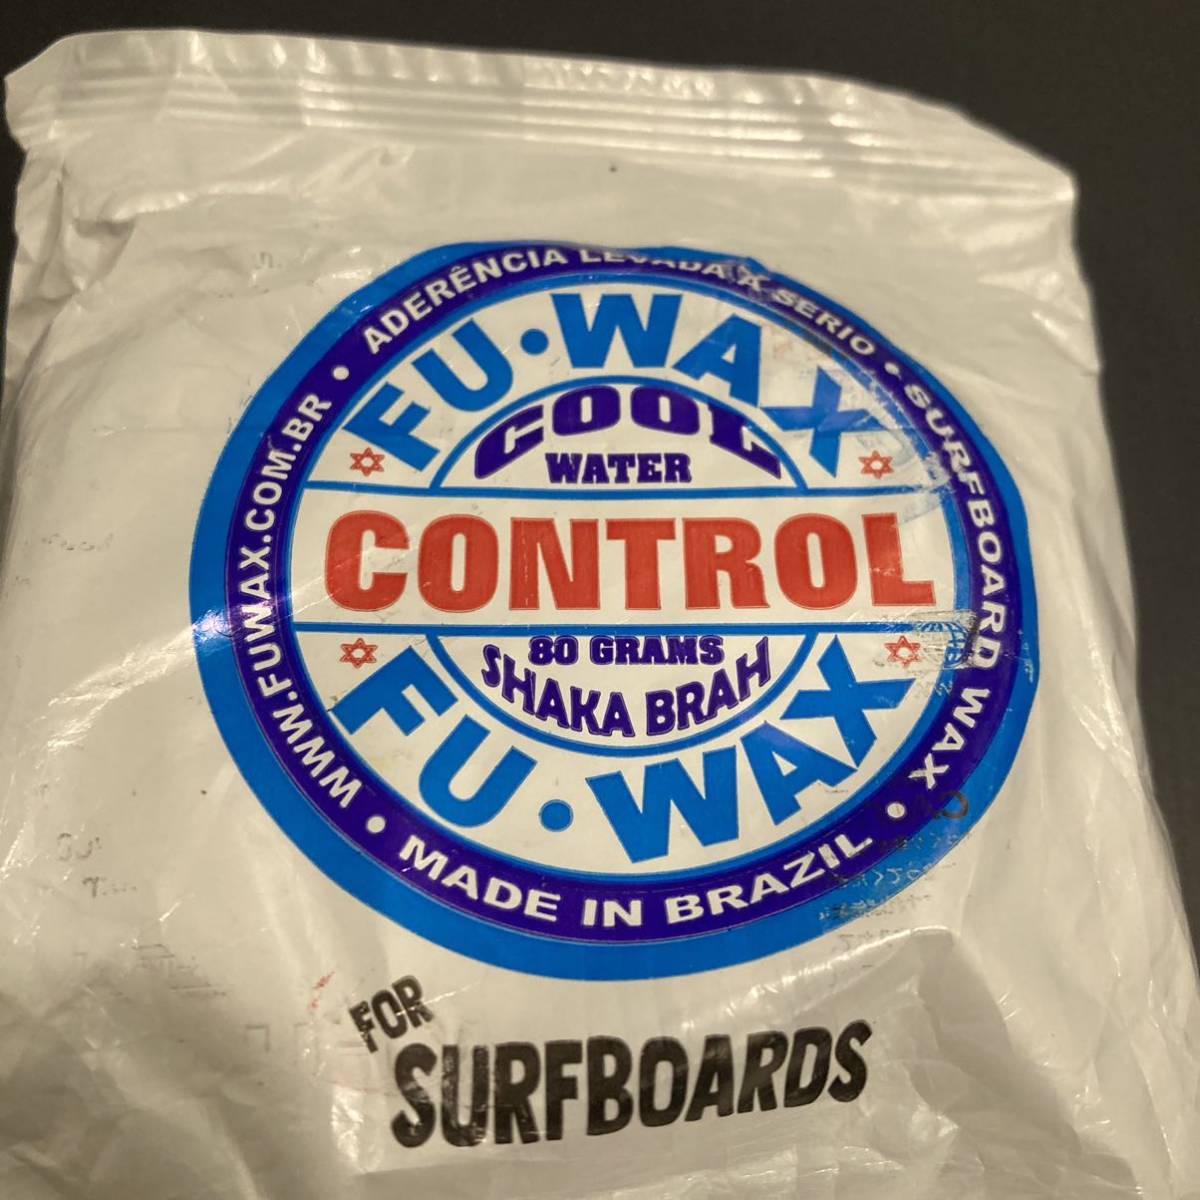 ADERÊNCIA LEVADA A SERIO • SURFBOARD WAX • MADE IN BRAZIL • WWW.FUWAX.COM.BR •
FU•WAX
COOL
WATER
CONTROL
80 GRAMS
SHAKA BRAH
FU•WAX
FOR
SURFBOARDS